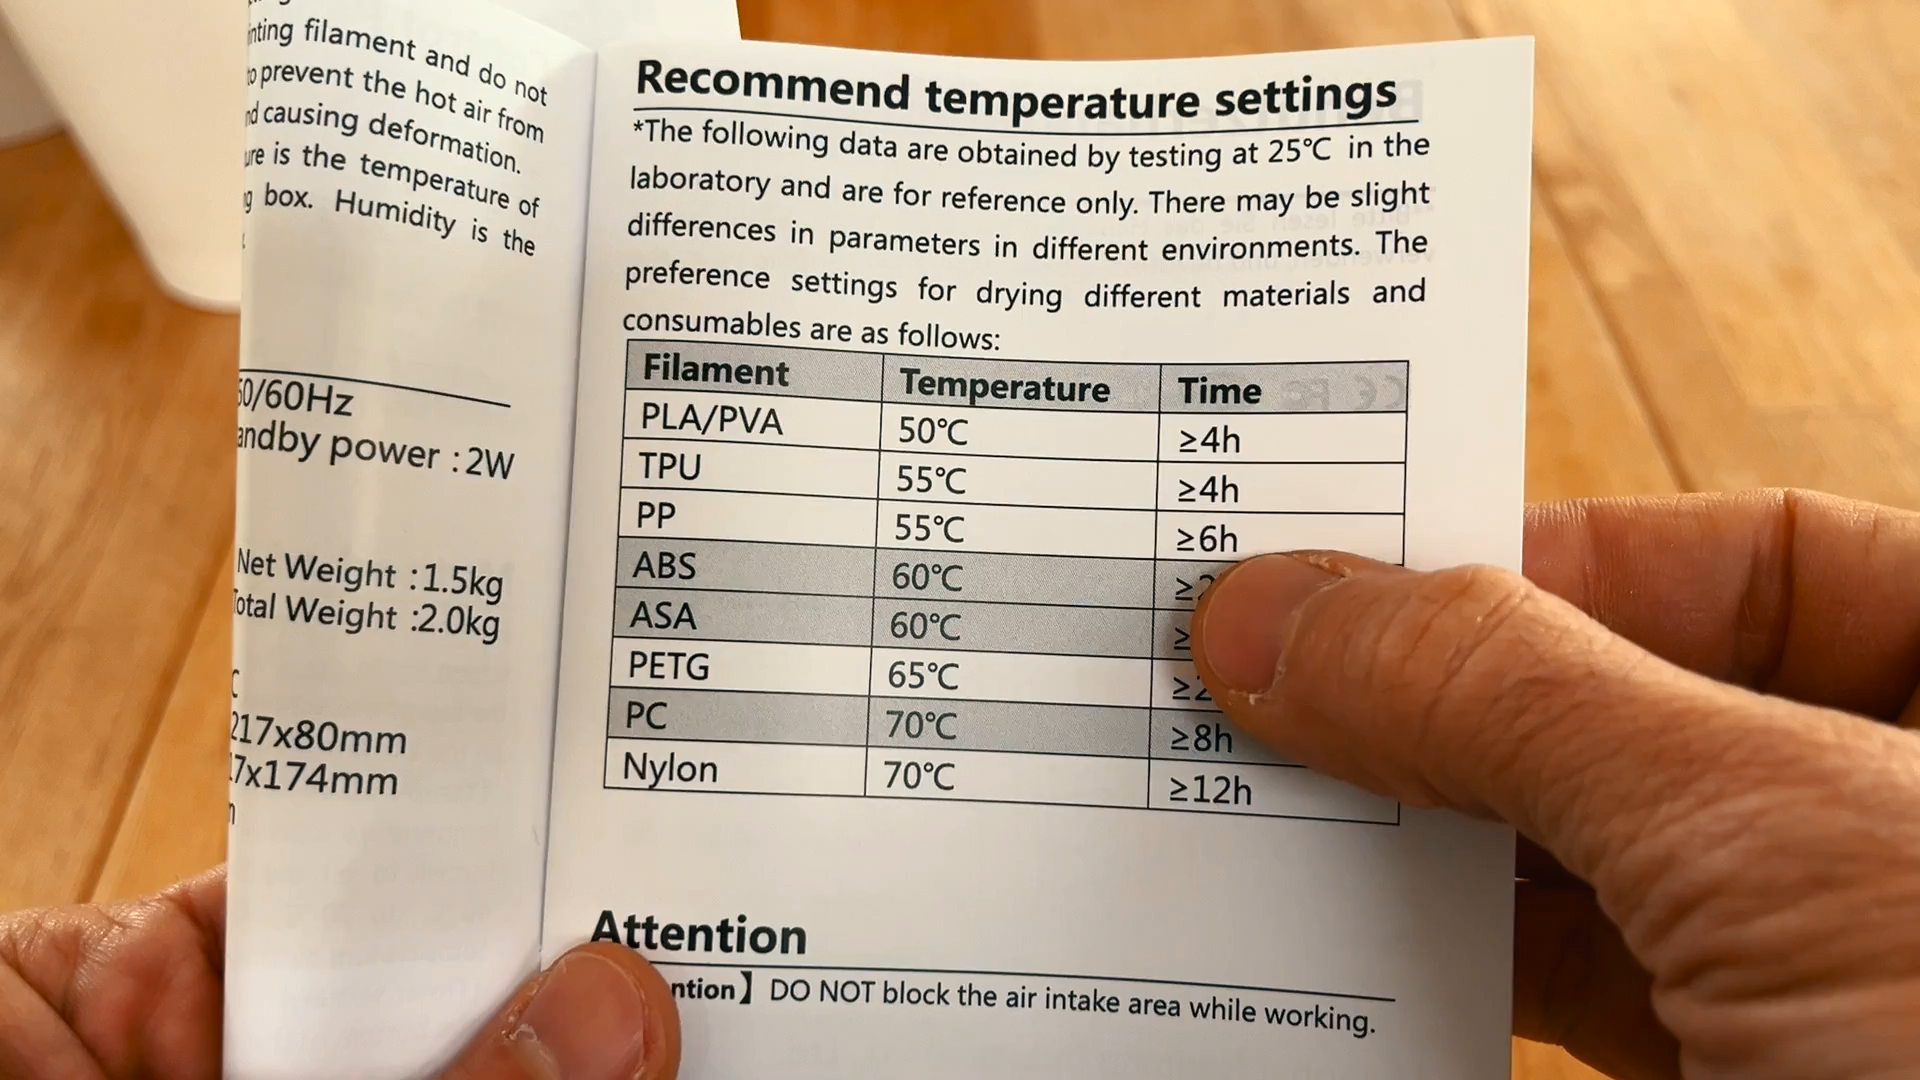 inting filament and do not
to prevent the hot air from
nd causing deformation.
ure is the temperature of
g box. Humidity is the
50/60Hz
andby power : 2W
Net Weight : 1.5kg
Total Weight : 2.0kg
C
217x80mm
7x174mm
Recommend temperature settings
*The following data are obtained by testing at 25℃ in the
laboratory and are for reference only. There may be slight
differences in parameters in different environments. The
preference settings for drying different materials and
consumables are as follows:
Filament Temperature Time
PLA/PVA 50℃ ≥4h
TPU 55℃ ≥4h
PP 55℃ ≥6h
ABS 60℃ ≥2
ASA 60℃ ≥
PETG 65℃ ≥2
PC 70℃ ≥8h
Nylon 70℃ ≥12h
Attention
ntion】 DO NOT block the air intake area while working.